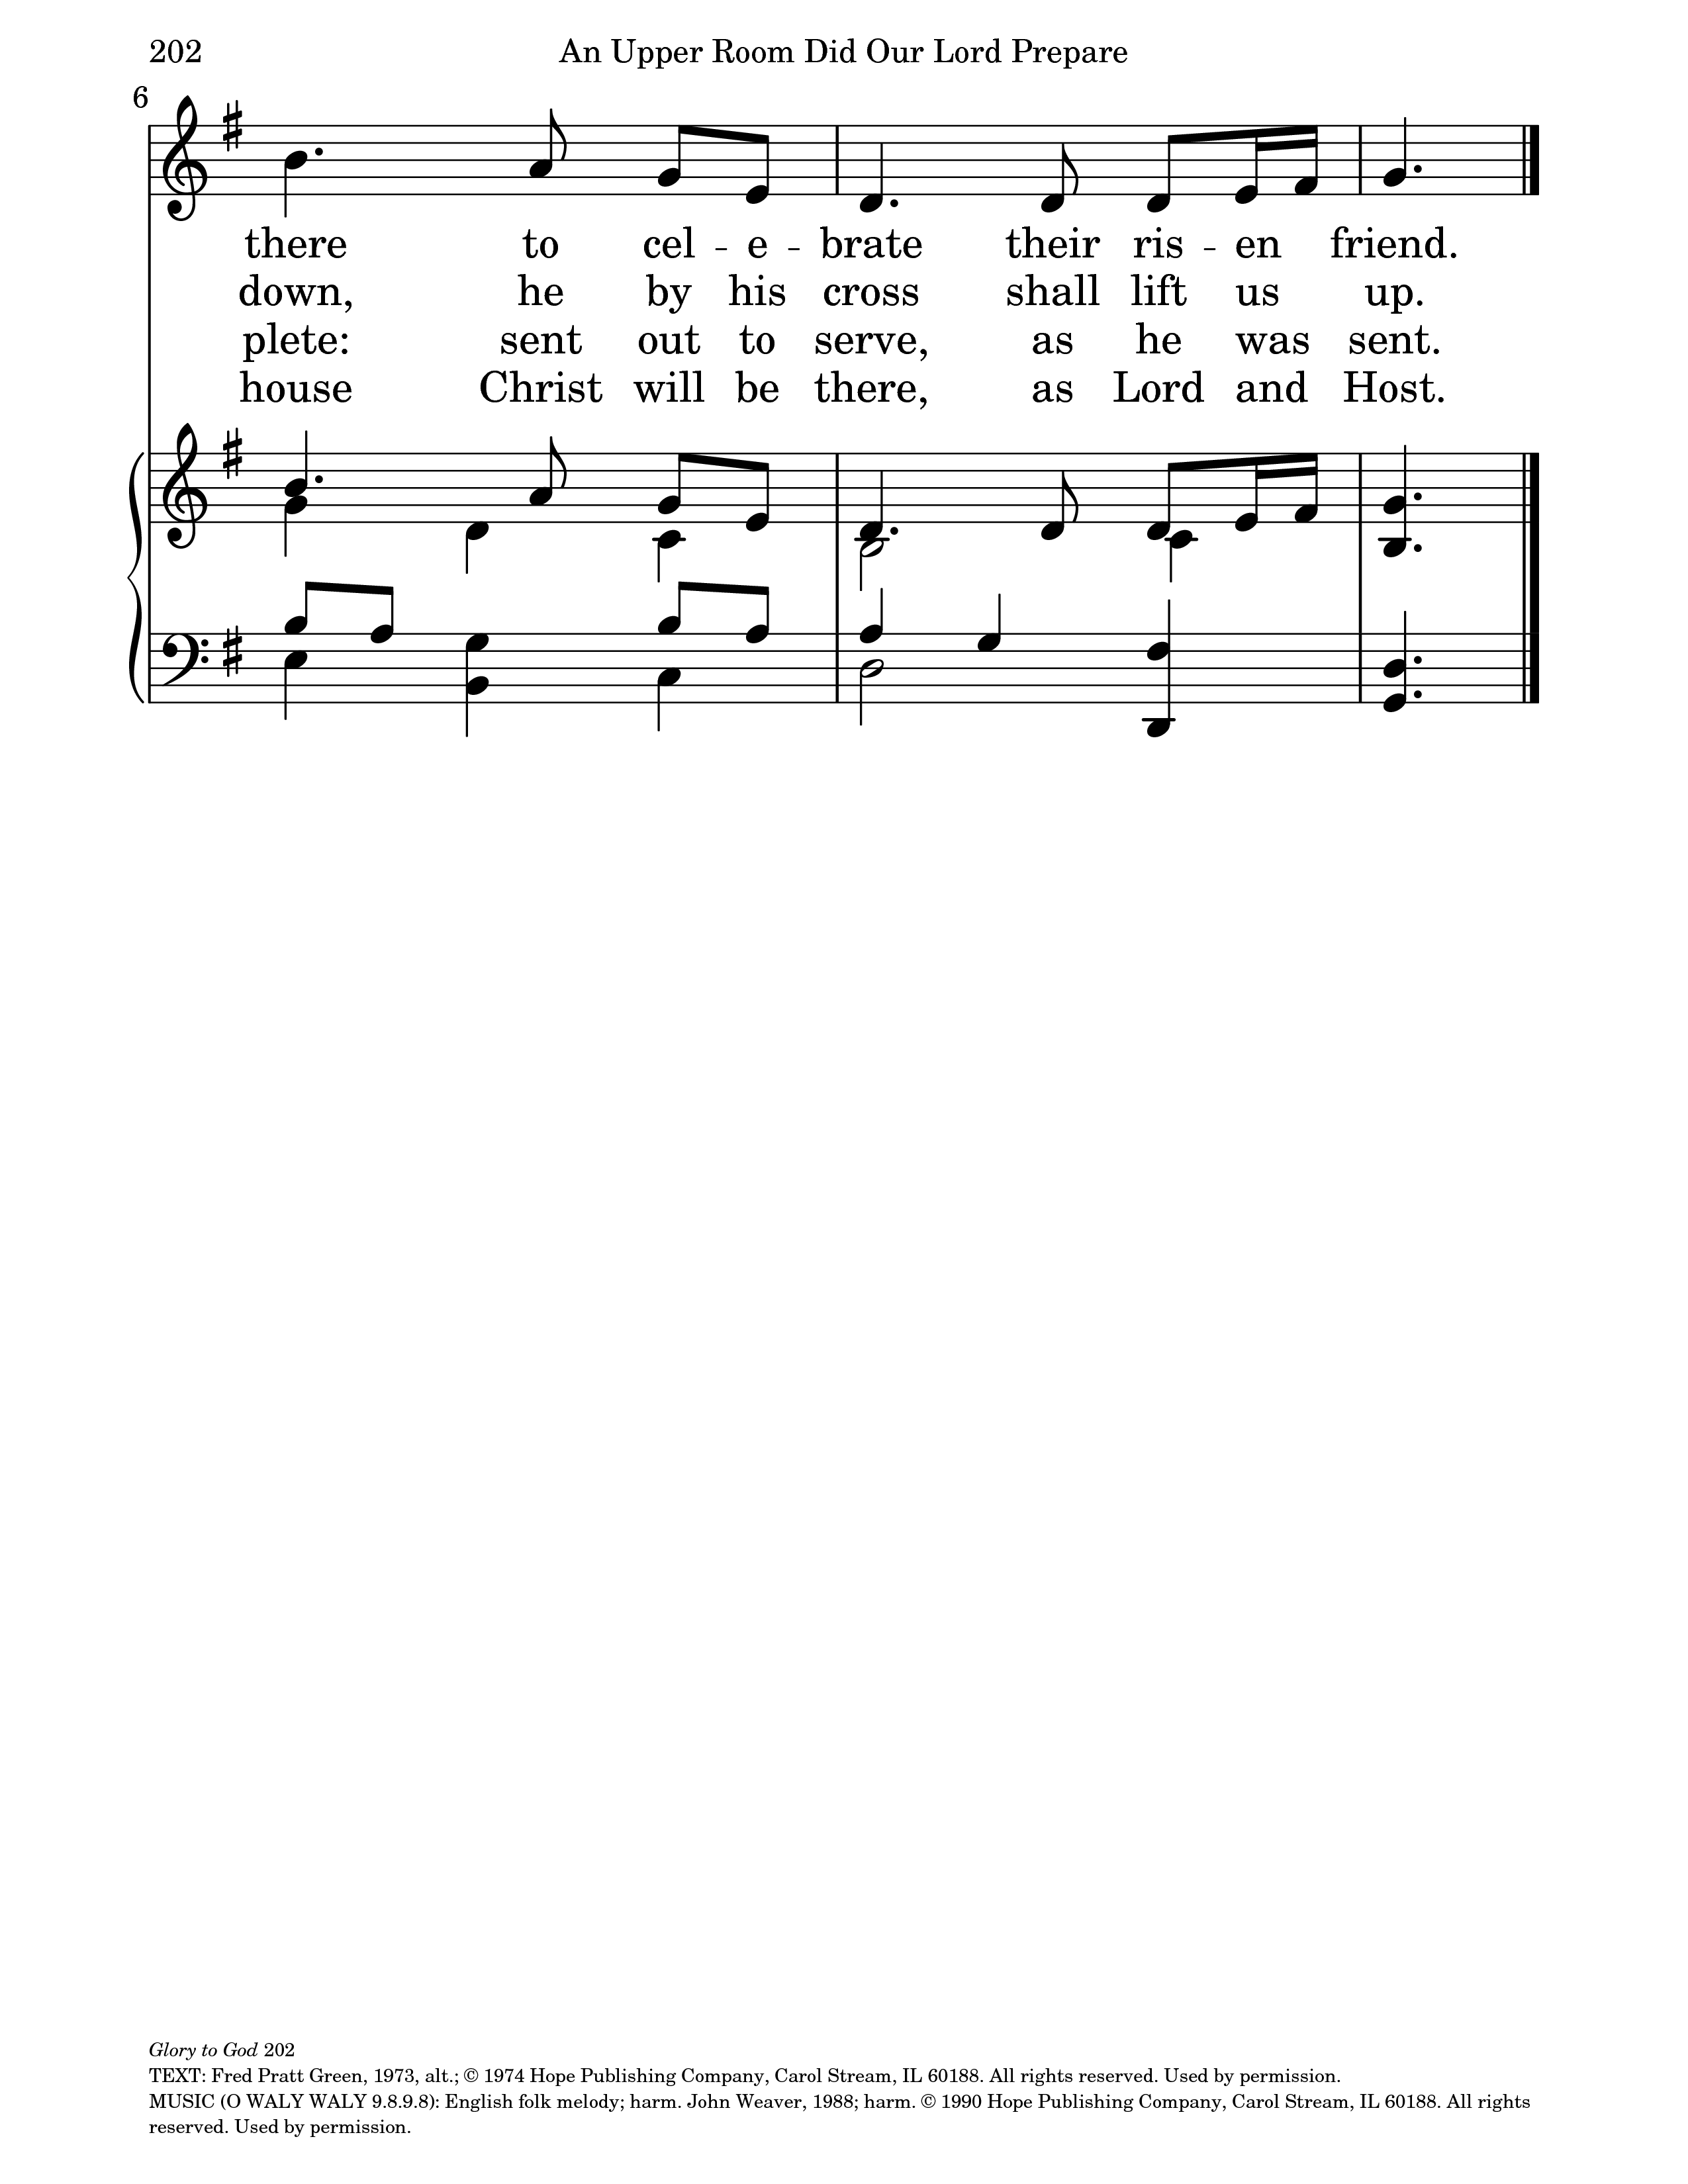 202 An Upper Room Did Our Lord Prepare
6
there to cel - e - brate their ris - en friend.
down, he by his cross shall lift us up.
plete: sent out to serve, as he was sent.
house Christ will be there, as Lord and Host.
Glory to God 202
TEXT: Fred Pratt Green, 1973, alt.; © 1974 Hope Publishing Company, Carol Stream, IL 60188. All rights reserved. Used by permission.
MUSIC (O WALY WALY 9.8.9.8): English folk melody; harm. John Weaver, 1988; harm. © 1990 Hope Publishing Company, Carol Stream, IL 60188. All rights
reserved. Used by permission.